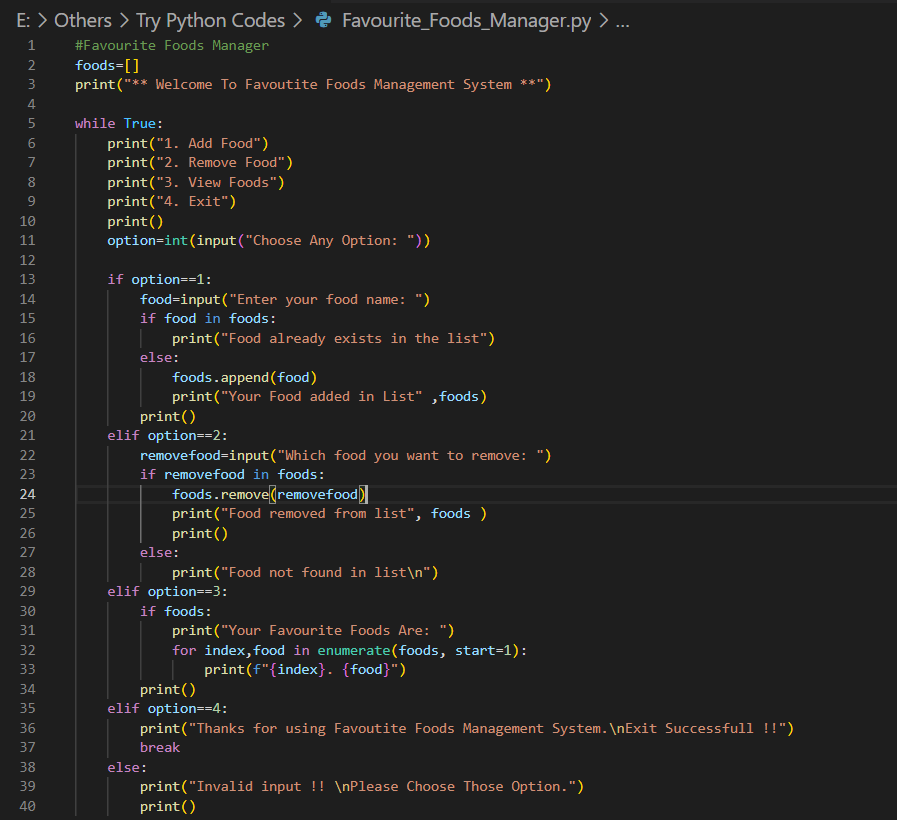 E: > Others > Try Python Codes > Favourite_Foods_Manager.py > ...
1 #Favourite Foods Manager
2 foods=[]
3 print("** Welcome To Favoutite Foods Management System **")
4
5 while True:
6     print("1. Add Food")
7     print("2. Remove Food")
8     print("3. View Foods")
9     print("4. Exit")
10     print()
11     option=int(input("Choose Any Option: "))
12
13     if option==1:
14         food=input("Enter your food name: ")
15         if food in foods:
16             print("Food already exists in the list")
17         else:
18             foods.append(food)
19             print("Your Food added in List" ,foods)
20         print()
21     elif option==2:
22         removefood=input("Which food you want to remove: ")
23         if removefood in foods:
24             foods.remove(removefood)
25             print("Food removed from list", foods )
26             print()
27         else:
28             print("Food not found in list\n")
29     elif option==3:
30         if foods:
31             print("Your Favourite Foods Are: ")
32             for index,food in enumerate(foods, start=1):
33                 print(f"{index}. {food}")
34         print()
35     elif option==4:
36         print("Thanks for using Favoutite Foods Management System.\nExit Successfull !!")
37         break
38     else:
39         print("Invalid input !! \nPlease Choose Those Option.")
40         print()